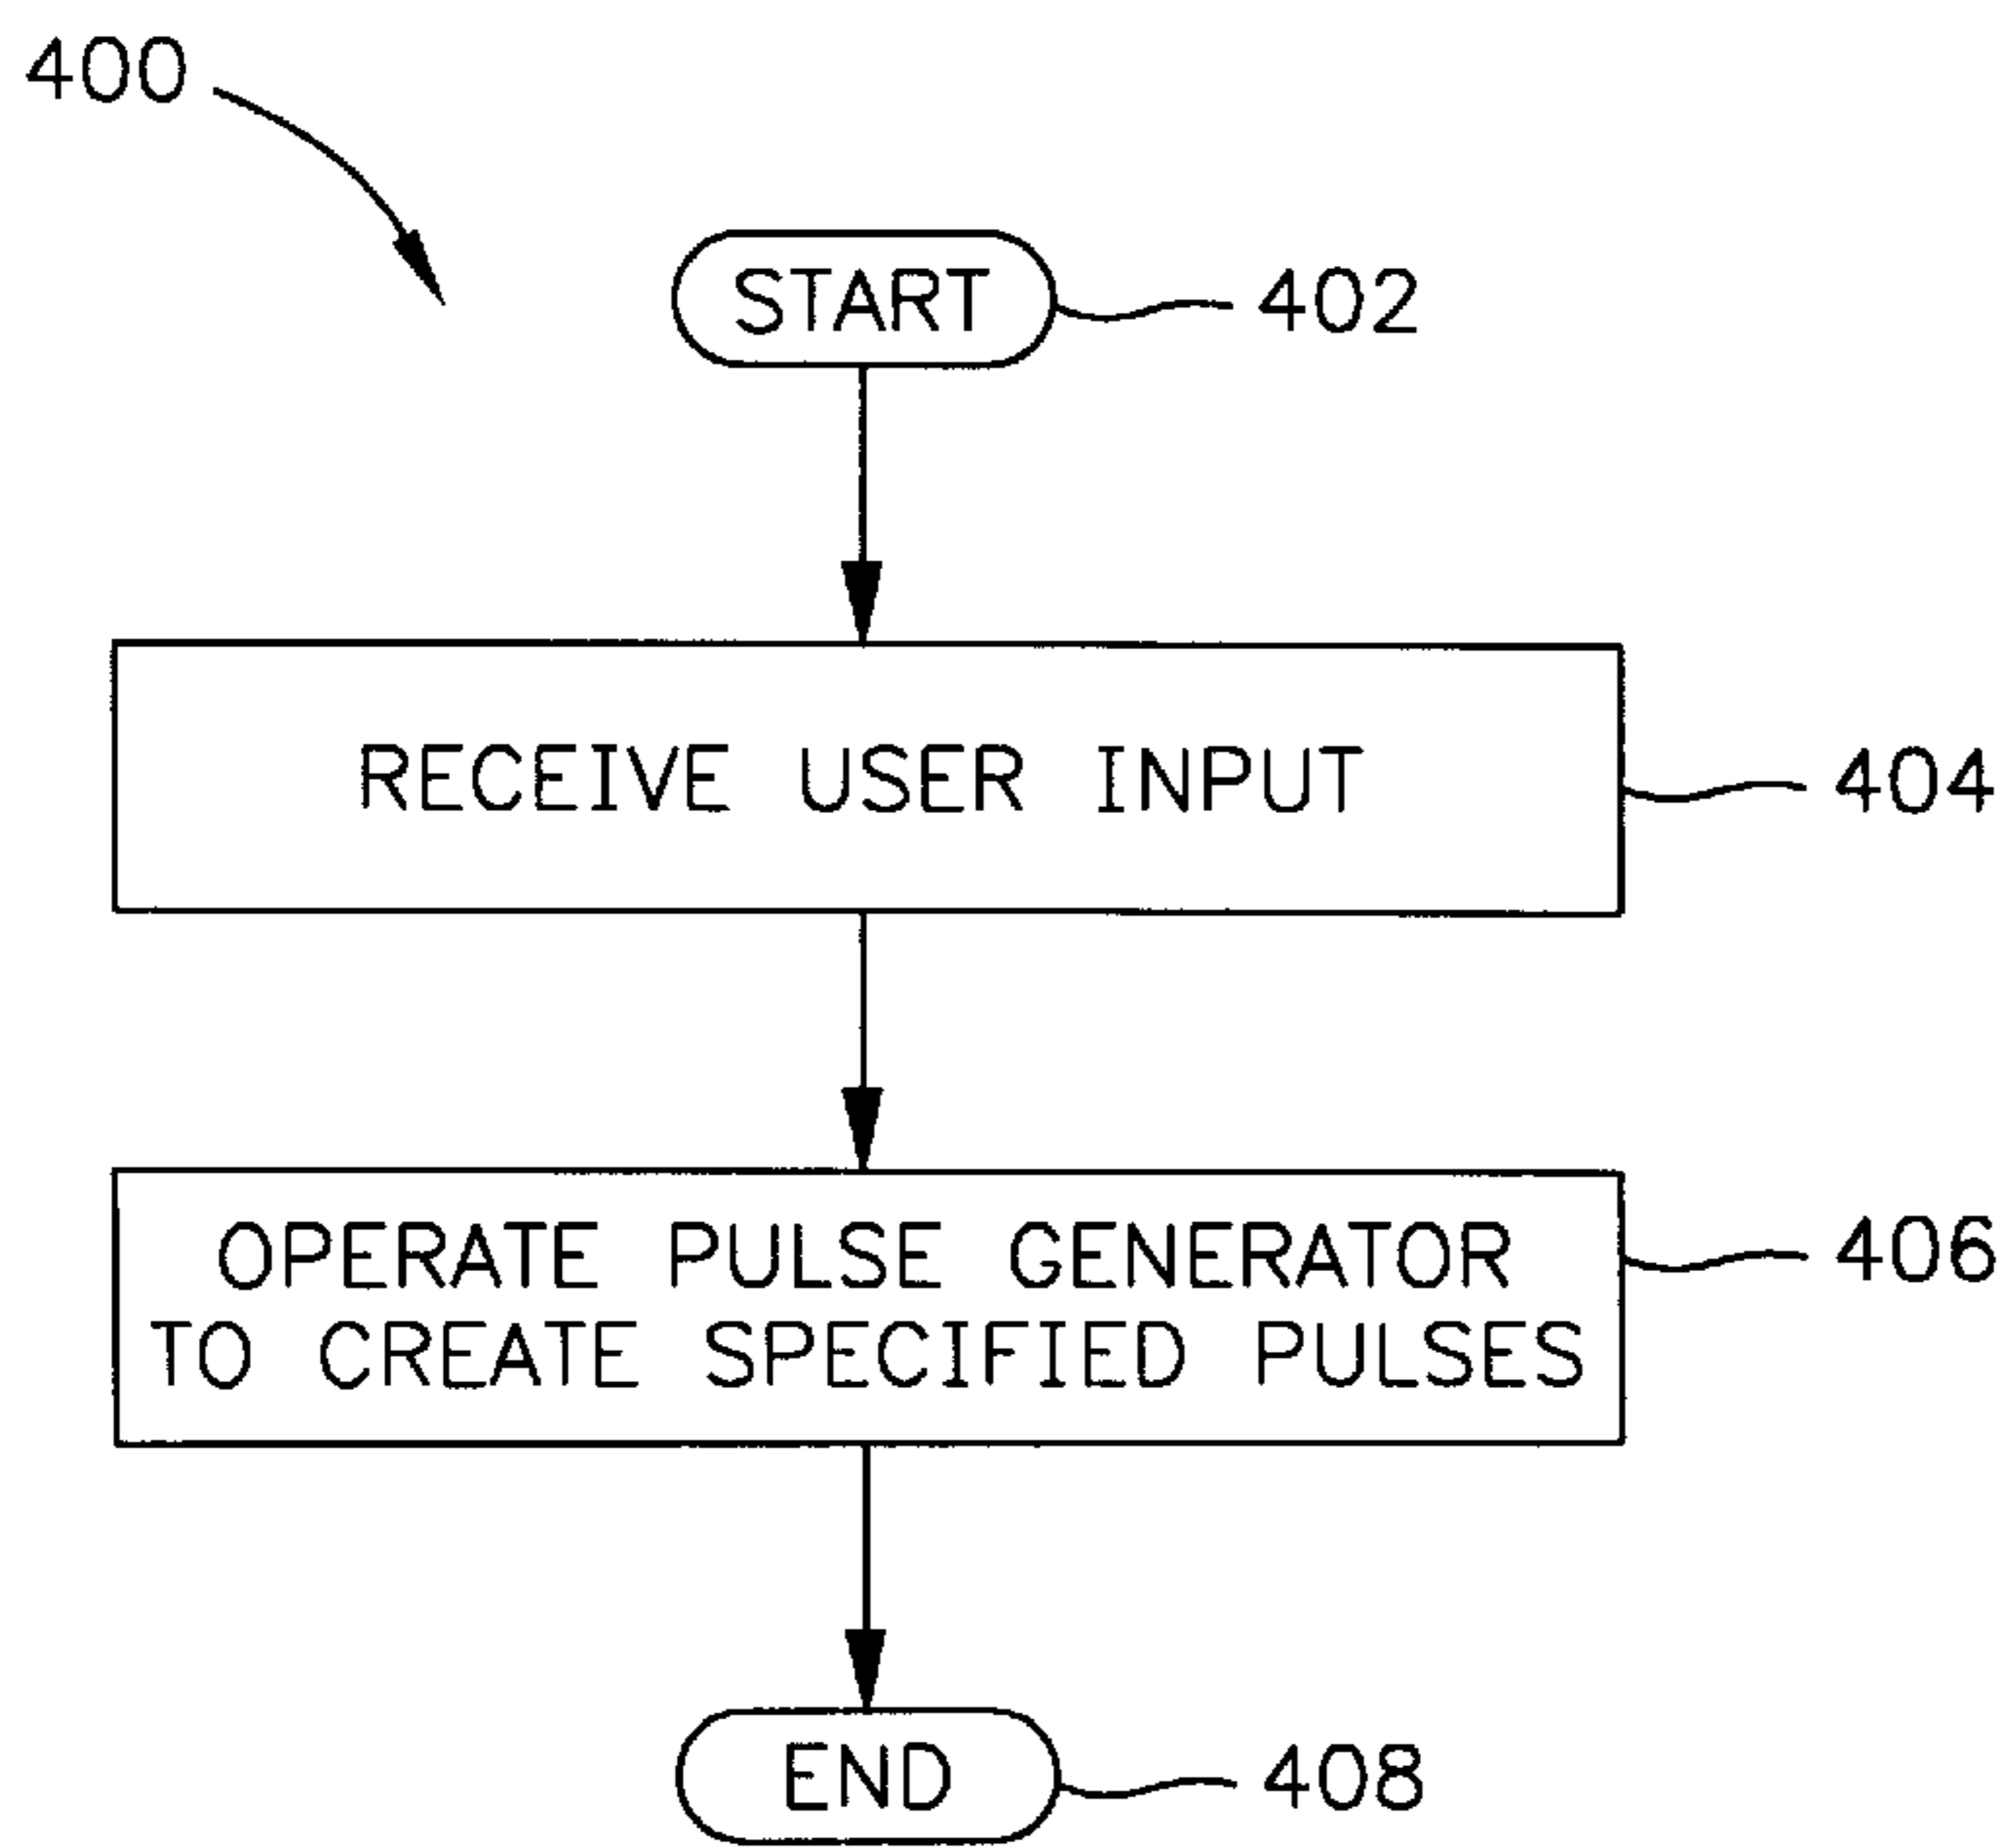 400
START
402
RECEIVE USER INPUT
404
OPERATE PULSE GENERATOR
TO CREATE SPECIFIED PULSES
406
END
408